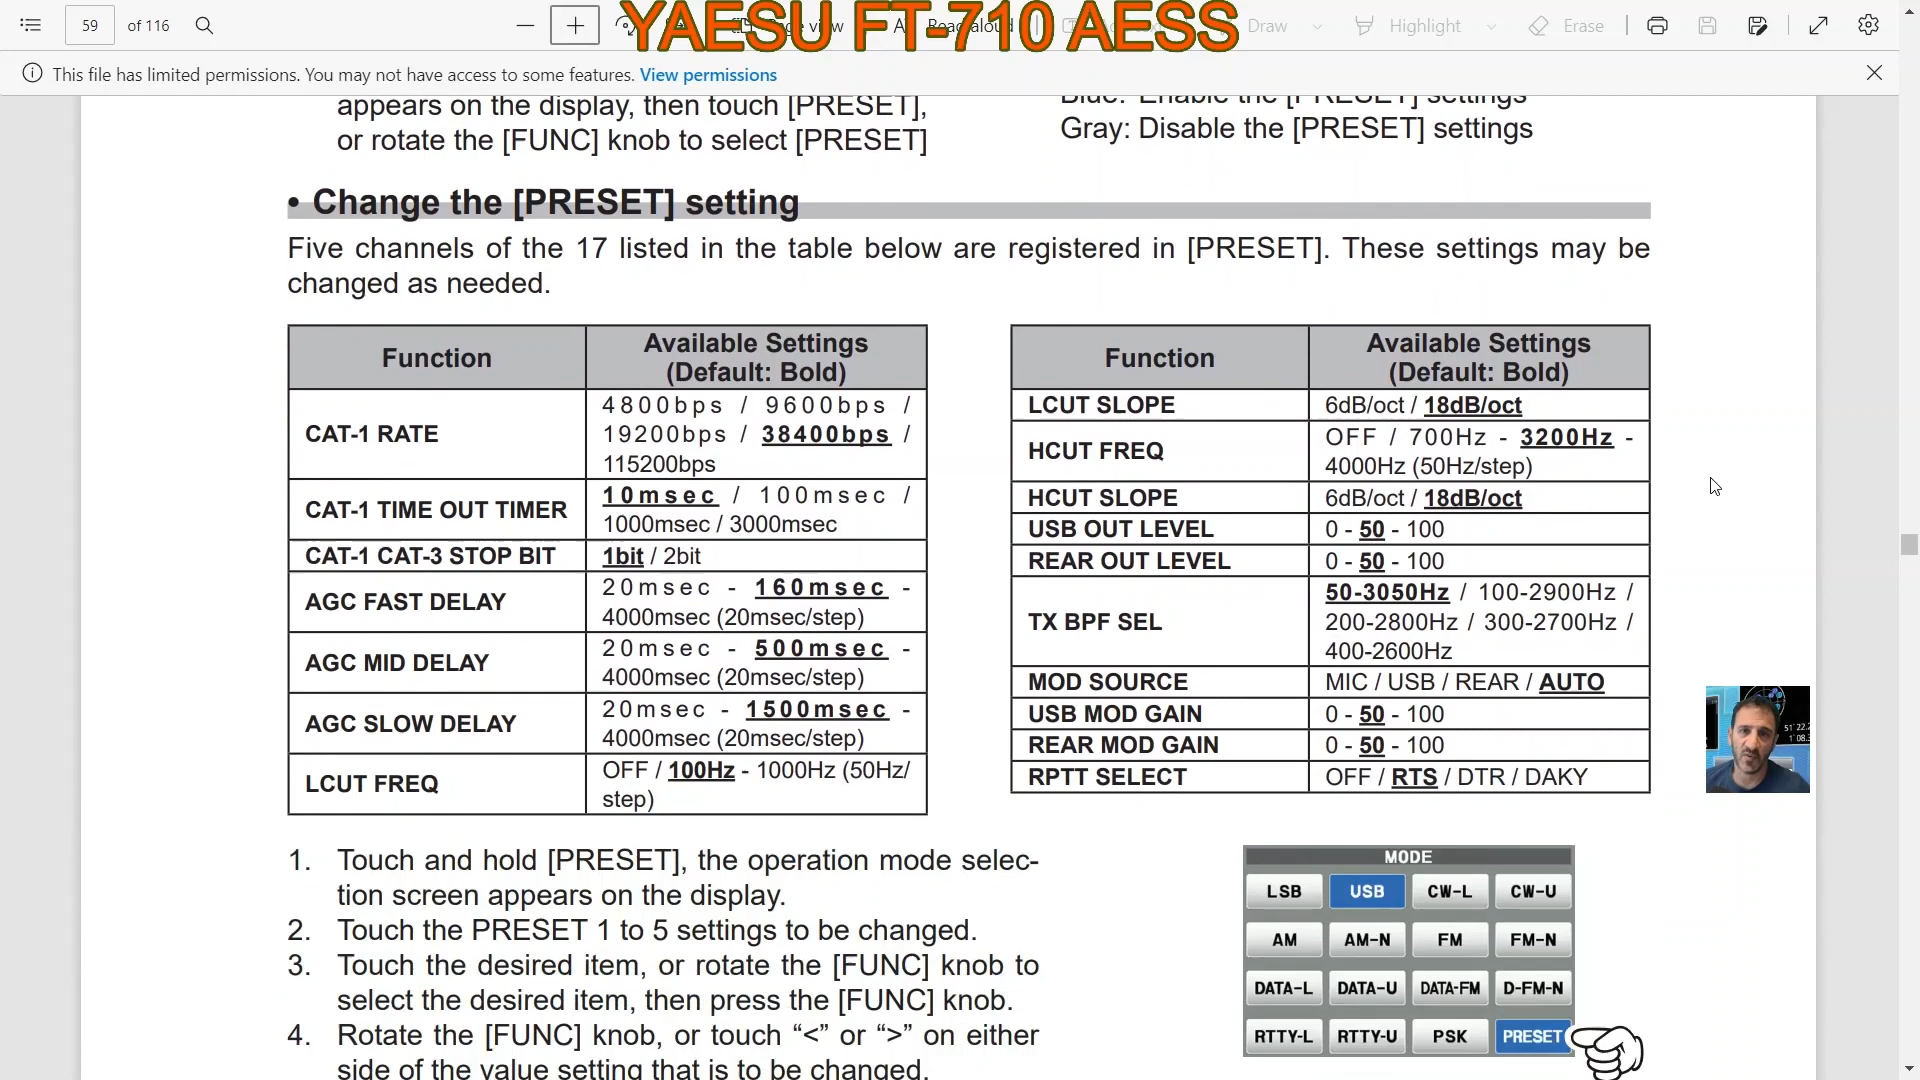 59 of 116
YAESU FT-710 AESS
Draw
Highlight
Erase
This file has limited permissions. You may not have access to some features. View permissions
appears on the display, then touch [PRESET],
or rotate the [FUNC] knob to select [PRESET]
Blue: Enable the [PRESET] settings
Gray: Disable the [PRESET] settings
• Change the [PRESET] setting
Five channels of the 17 listed in the table below are registered in [PRESET]. These settings may be
changed as needed.
Function
Available Settings
(Default: Bold)
CAT-1 RATE
4800bps / 9600bps /
19200bps / 38400bps /
115200bps
CAT-1 TIME OUT TIMER
10msec / 100msec /
1000msec / 3000msec
CAT-1 CAT-3 STOP BIT
1bit / 2bit
AGC FAST DELAY
20msec - 160msec -
4000msec (20msec/step)
AGC MID DELAY
20msec - 500msec -
4000msec (20msec/step)
AGC SLOW DELAY
20msec - 1500msec -
4000msec (20msec/step)
LCUT FREQ
OFF / 100Hz - 1000Hz (50Hz/
step)
Function
Available Settings
(Default: Bold)
LCUT SLOPE
6dB/oct / 18dB/oct
HCUT FREQ
OFF / 700Hz - 3200Hz -
4000Hz (50Hz/step)
HCUT SLOPE
6dB/oct / 18dB/oct
USB OUT LEVEL
0 - 50 - 100
REAR OUT LEVEL
0 - 50 - 100
TX BPF SEL
50-3050Hz / 100-2900Hz /
200-2800Hz / 300-2700Hz /
400-2600Hz
MOD SOURCE
MIC / USB / REAR / AUTO
USB MOD GAIN
0 - 50 - 100
REAR MOD GAIN
0 - 50 - 100
RPTT SELECT
OFF / RTS / DTR / DAKY
1. Touch and hold [PRESET], the operation mode selec-
tion screen appears on the display.
2. Touch the PRESET 1 to 5 settings to be changed.
3. Touch the desired item, or rotate the [FUNC] knob to
select the desired item, then press the [FUNC] knob.
4. Rotate the [FUNC] knob, or touch “<” or “>” on either
side of the value setting that is to be changed.
MODE
LSB USB CW-L CW-U
AM AM-N FM FM-N
DATA-L DATA-U DATA-FM D-FM-N
RTTY-L RTTY-U PSK PRESET